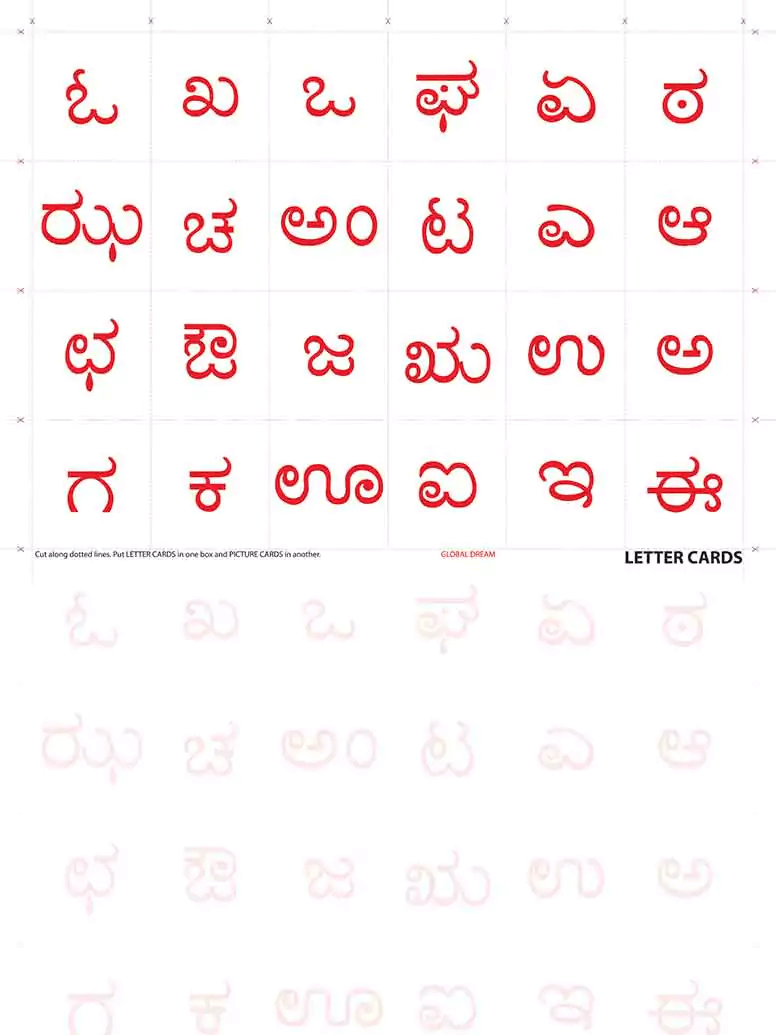 ಓ ಖ ಒ ಘ ಏ ಠ
ಝ ಚ ಅಂ ಟ ಎ ಆ
ಛ ಔ ಜ ಋ ಉ ಅ
ಗ ಕ ಊ ಐ ಇ ಈ
Cut along dotted lines. Put LETTER CARDS in one box and PICTURE CARDS in another. GLOBAL DREAM LETTER CARDS
ಓ ಖ ಒ ಘ ಏ ಠ
ಝ ಚ ಅಂ ಟ ಎ ಆ
ಛ ಔ ಜ ಋ ಉ ಅ
ಗ ಕ ಊ ಐ ಇ ಈ